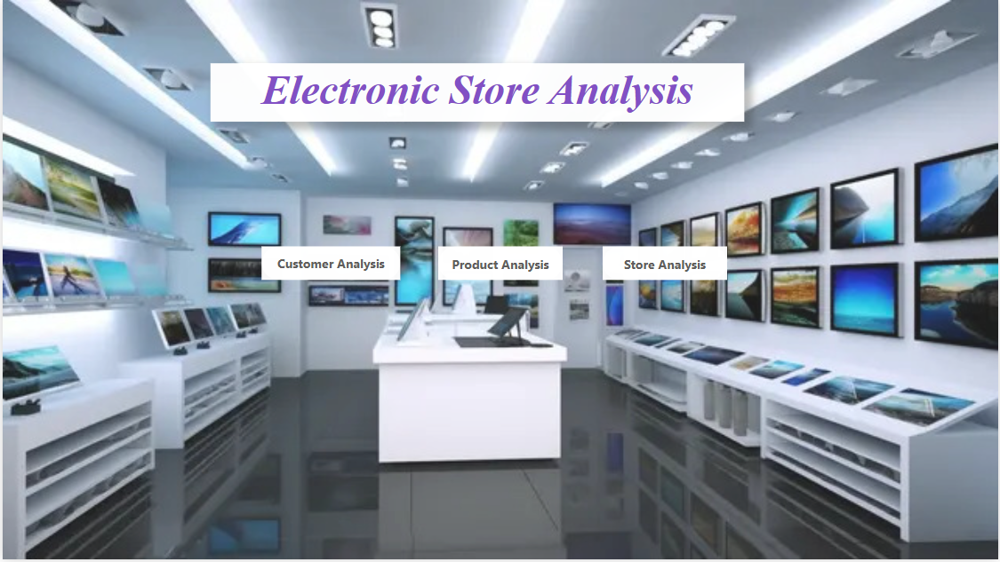 Electronic Store Analysis
Customer Analysis
Product Analysis
Store Analysis